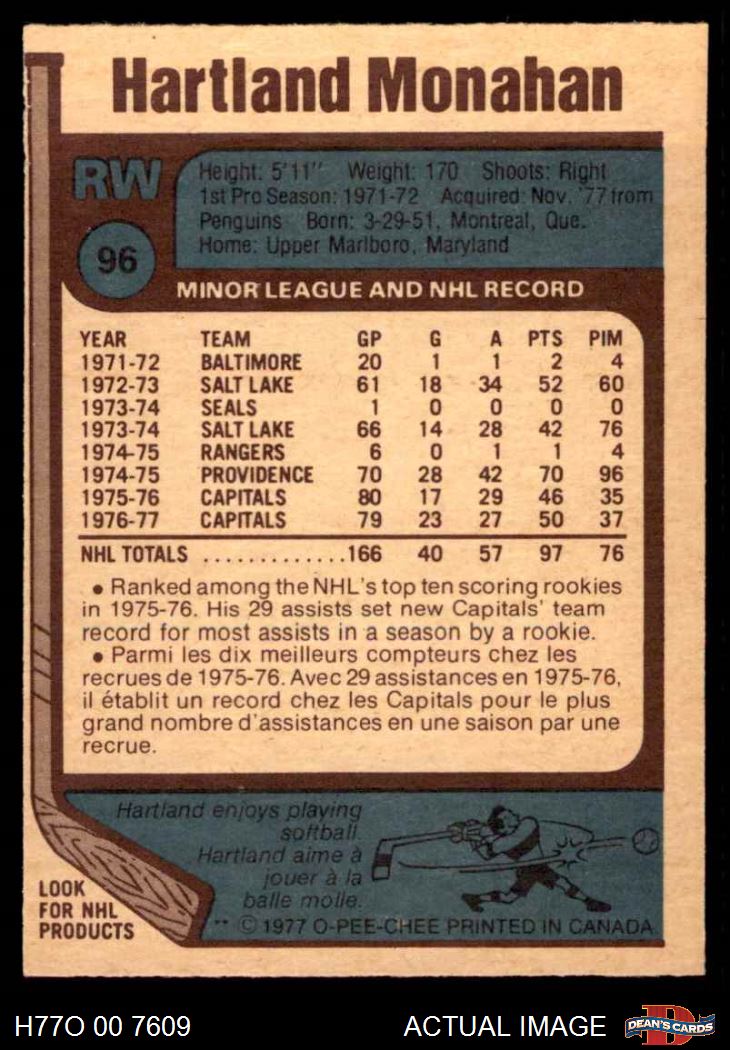 Hartland Monahan
RW
96
Height: 5'11" Weight: 170 Shoots: Right
1st Pro Season: 1971-72 Acquired: Nov. '77 from
Penguins Born: 3-29-51, Montreal, Que.
Home: Upper Marlboro, Maryland
MINOR LEAGUE AND NHL RECORD
YEAR TEAM GP G A PTS PIM
1971-72 BALTIMORE 20 1 1 2 4
1972-73 SALT LAKE 61 18 34 52 60
1973-74 SEALS 1 0 0 0 0
1973-74 SALT LAKE 66 14 28 42 76
1974-75 RANGERS 6 0 1 1 4
1974-75 PROVIDENCE 70 28 42 70 96
1975-76 CAPITALS 80 17 29 46 35
1976-77 CAPITALS 79 23 27 50 37
NHL TOTALS .............166 40 57 97 76
• Ranked among the NHL's top ten scoring rookies
in 1975-76. His 29 assists set new Capitals' team
record for most assists in a season by a rookie.
• Parmi les dix meilleurs compteurs chez les
recrues de 1975-76. Avec 29 assistances en 1975-76,
il établit un record chez les Capitals pour le plus
grand nombre d'assistances en une saison par une
recrue.
Hartland enjoys playing
softball.
Hartland aime à
jouer à la
balle molle.
LOOK
FOR NHL
PRODUCTS
** © 1977 O-PEE-CHEE PRINTED IN CANADA
H77O 00 7609 ACTUAL IMAGE D DEAN'S CARDS